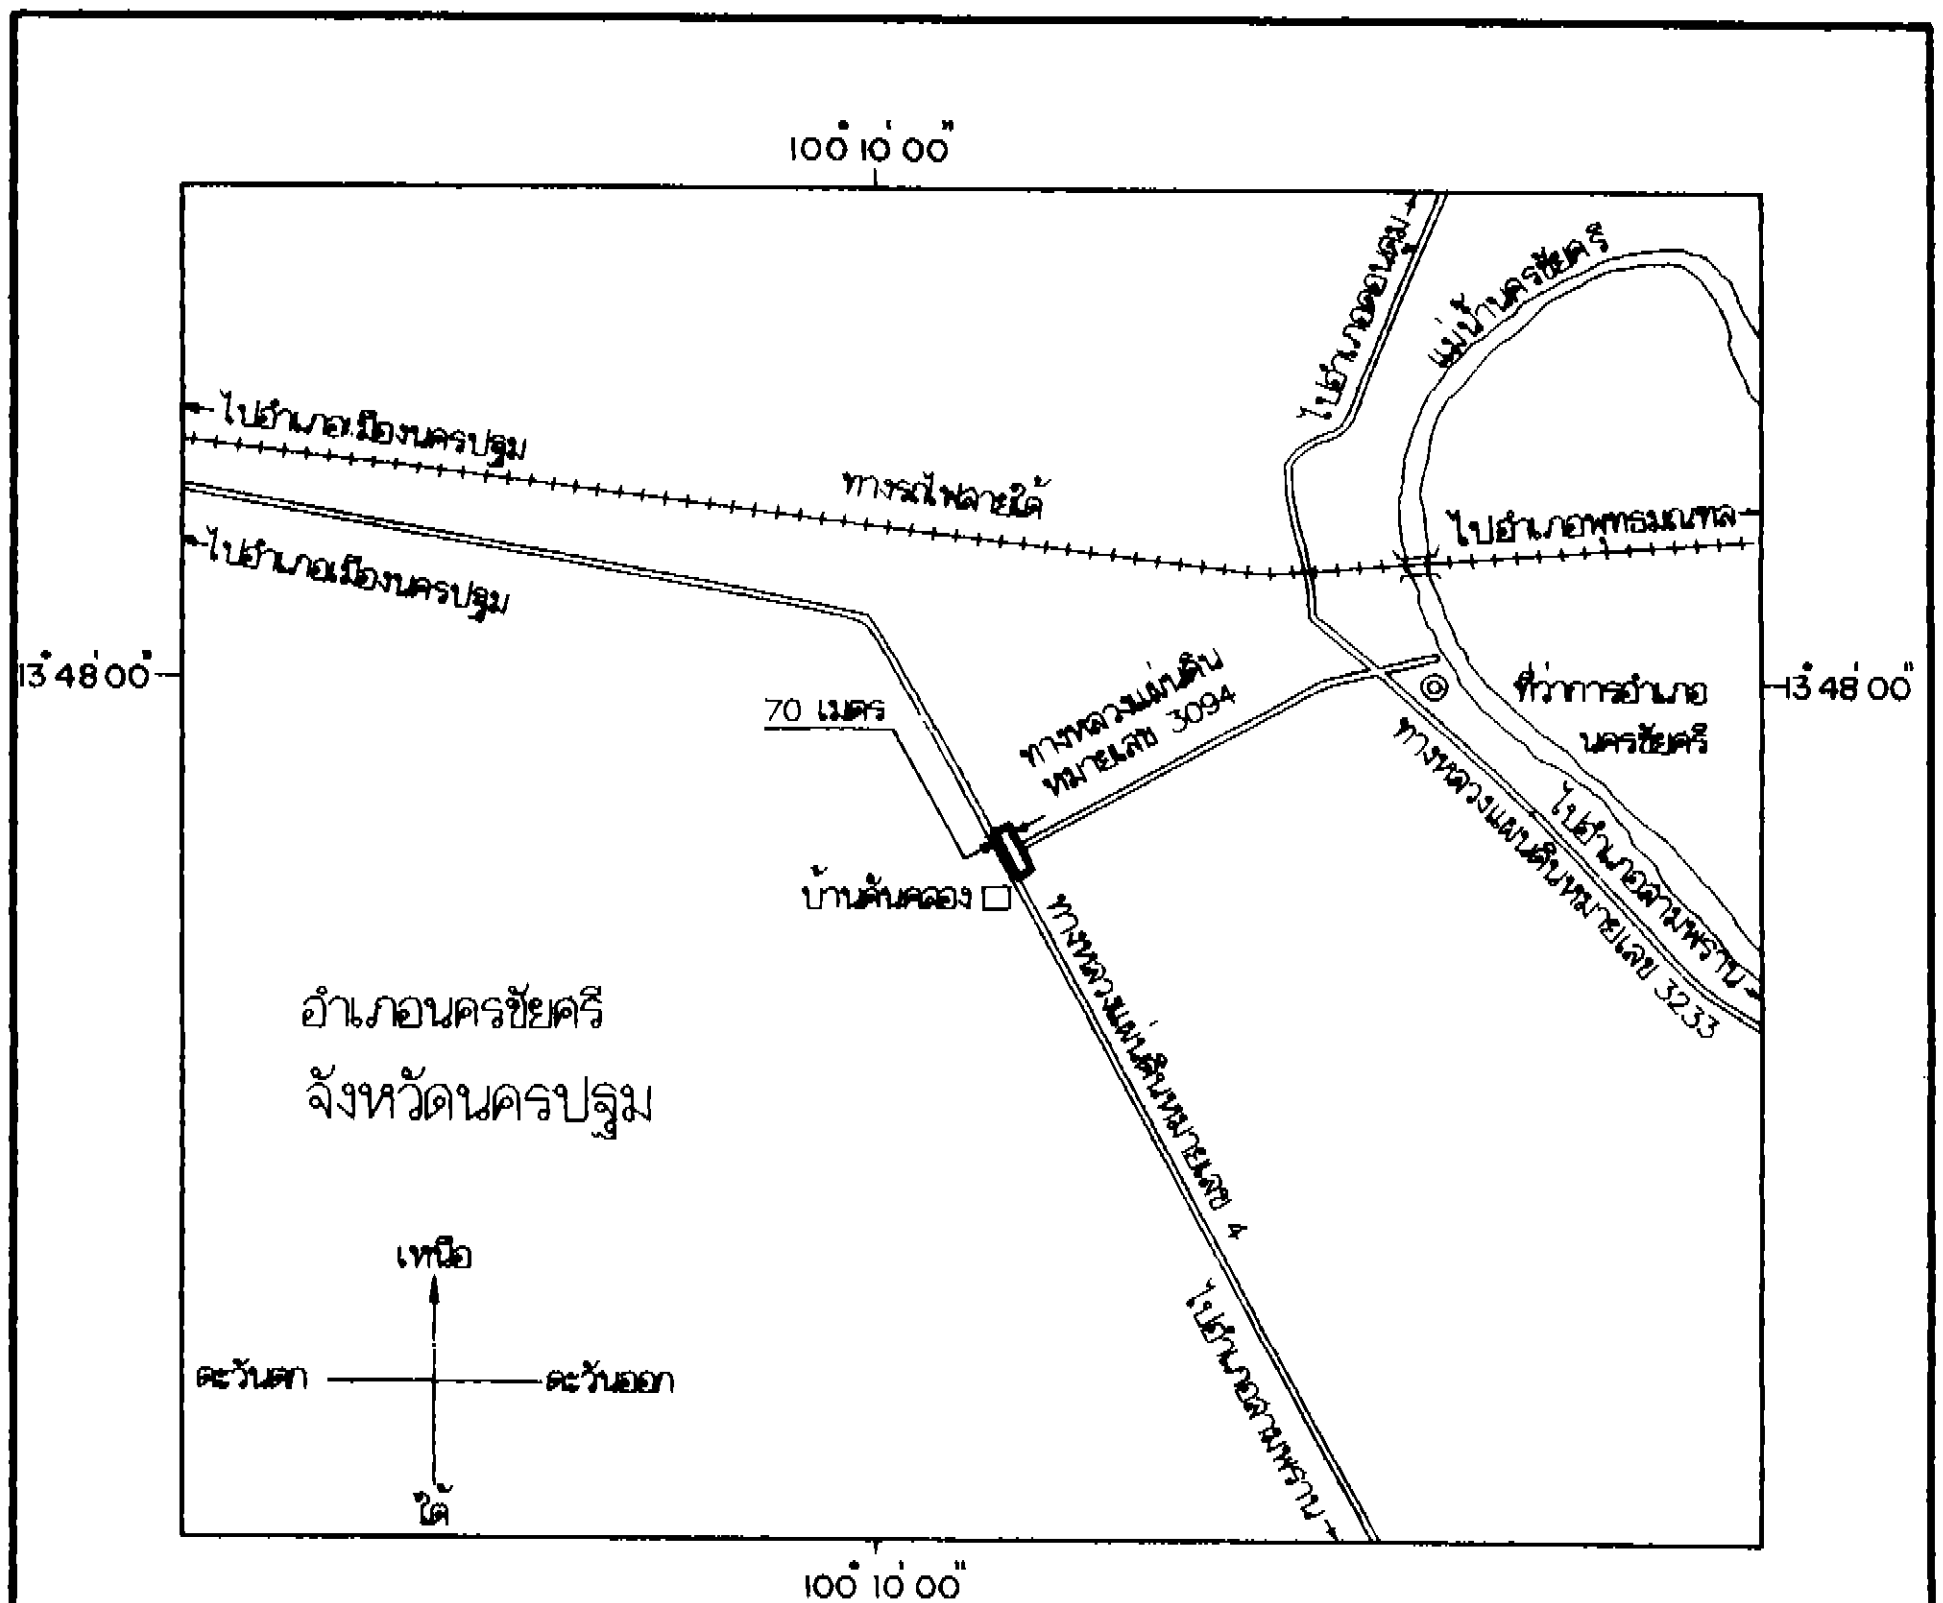 100° 10' 00"
ไปอำเภอดอนตูม
แม่น้ำนครชัยศรี
ไปอำเภอเมืองนครปฐม
ทางรถไฟสายใต้
ไปอำเภอพุทธมณฑล
ไปอำเภอเมืองนครปฐม
13° 48' 00"
13° 48' 00"
ทางหลวงแผ่นดิน
หมายเลข 3094
70 เมตร
ที่ว่าการอำเภอ
นครชัยศรี
ทางหลวงแผ่นดินหมายเลข 3233
ไปอำเภอสามพราน
บ้านคันคลอง
ทางหลวงแผ่นดินหมายเลข 4
อำเภอนครชัยศรี
จังหวัดนครปฐม
เหนือ
ตะวันตก
ตะวันออก
ใต้
ไปอำเภอสามพราน
100° 10' 00"